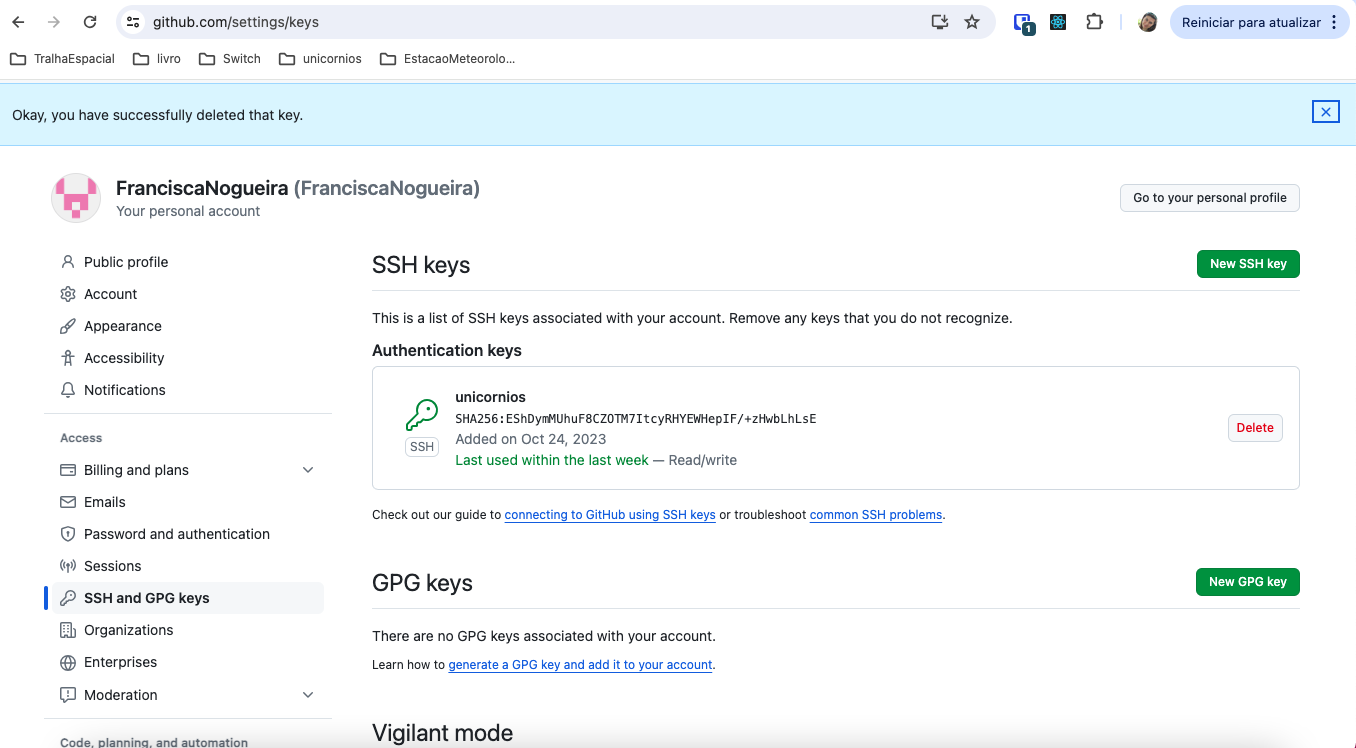 github.com/settings/keys
Reiniciar para atualizar
1
TralhaEspacial
livro
Switch
unicornios
EstacaoMeteorolo...
Okay, you have successfully deleted that key.
FranciscaNogueira (FranciscaNogueira)
Your personal account
Go to your personal profile
Public profile
Account
Appearance
Accessibility
Notifications
Access
Billing and plans
Emails
Password and authentication
Sessions
SSH and GPG keys
Organizations
Enterprises
Moderation
Code, planning, and automation
SSH keys
New SSH key
This is a list of SSH keys associated with your account. Remove any keys that you do not recognize.
Authentication keys
unicornios
SHA256:EShDymMUhuF8CZOTM7ItcyRHYEWHepIF/+zHwbLhLsE
SSH
Added on Oct 24, 2023
Last used within the last week — Read/write
Delete
Check out our guide to connecting to GitHub using SSH keys or troubleshoot common SSH problems.
GPG keys
New GPG key
There are no GPG keys associated with your account.
Learn how to generate a GPG key and add it to your account.
Vigilant mode